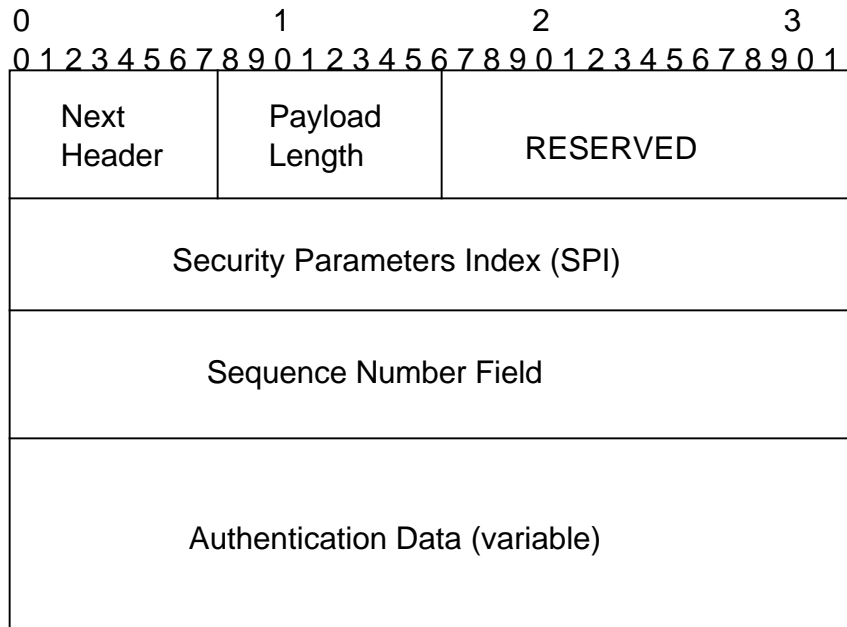 0 1 2 3
0 1 2 3 4 5 6 7 8 9 0 1 2 3 4 5 6 7 8 9 0 1 2 3 4 5 6 7 8 9 0 1
Next
Header
Payload
Length
RESERVED
Security Parameters Index (SPI)
Sequence Number Field
Authentication Data (variable)